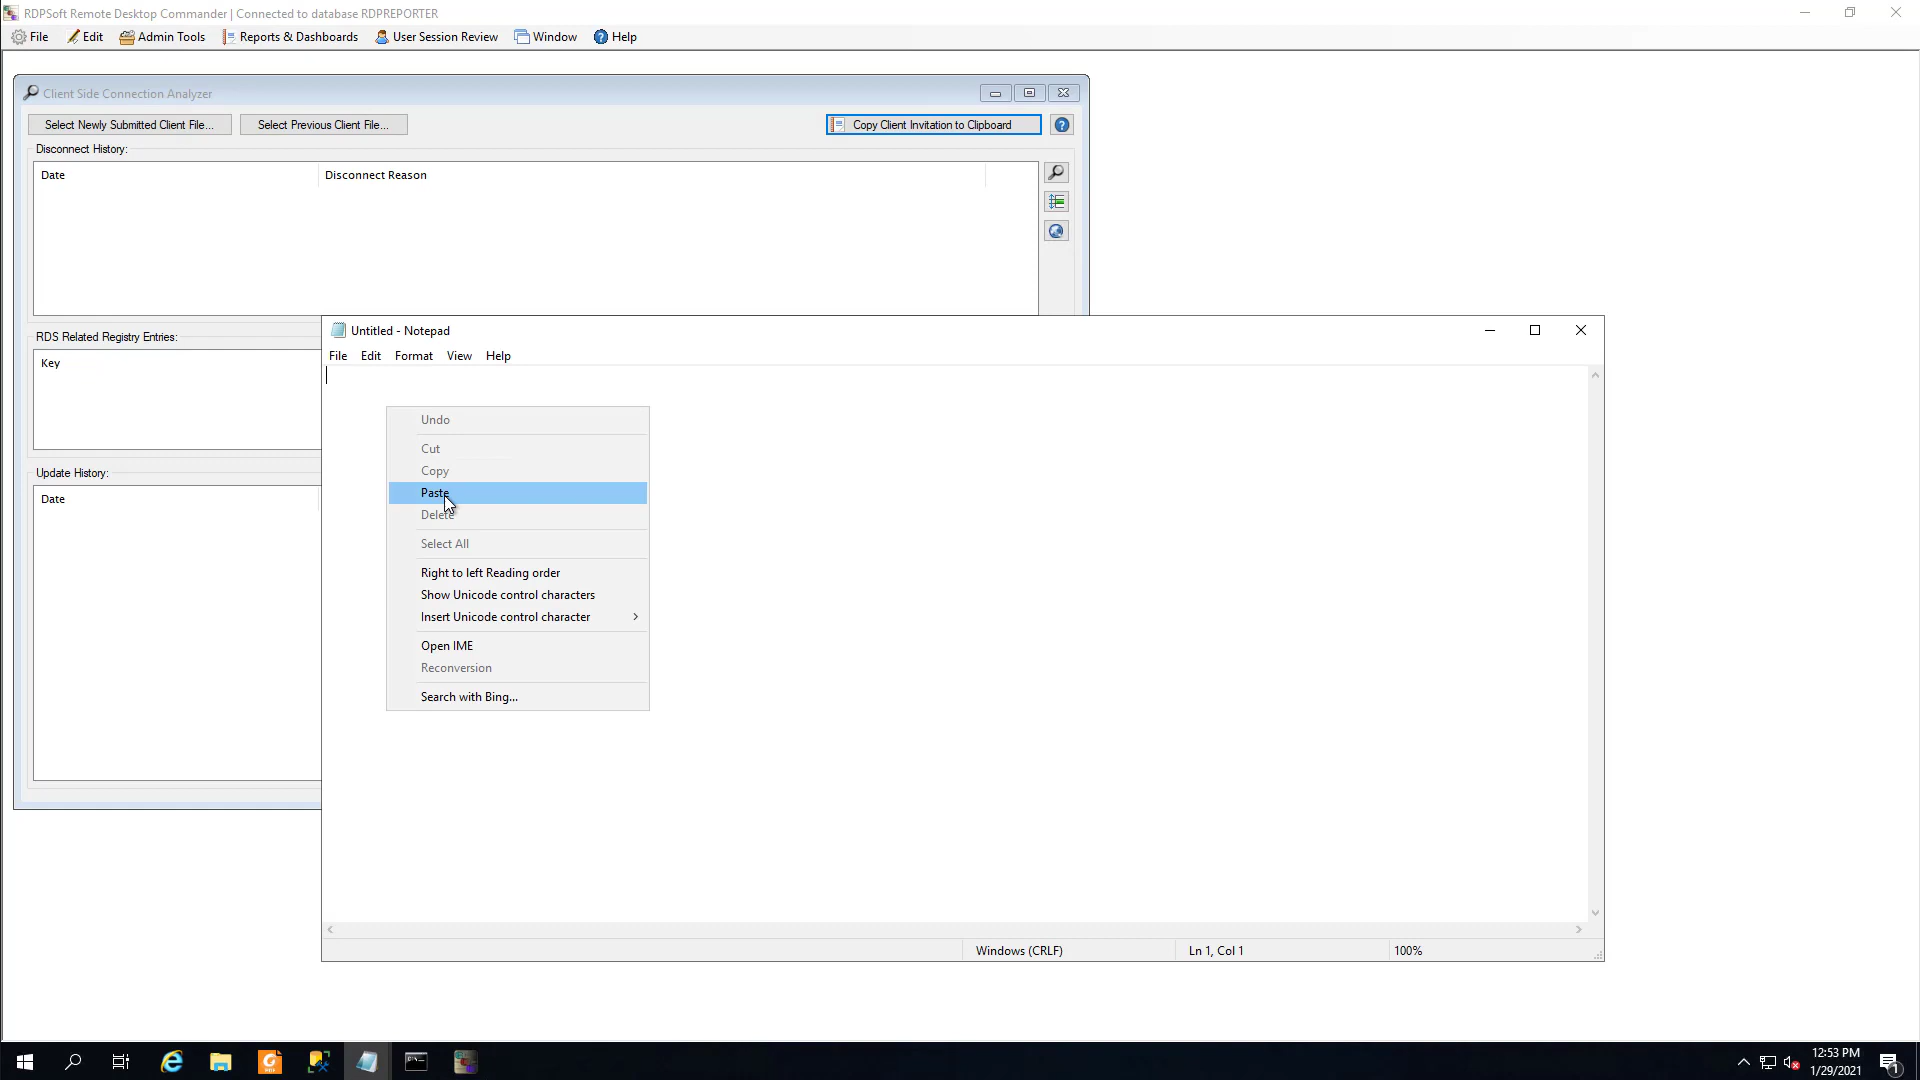 RDPSoft Remote Desktop Commander | Connected to database RDPREPORTER
File Edit Admin Tools Reports & Dashboards User Session Review Window Help
Client Side Connection Analyzer
Select Newly Submitted Client File... Select Previous Client File... Copy Client Invitation to Clipboard
Disconnect History:
Date Disconnect Reason
RDS Related Registry Entries:
Key
Update History:
Date
Untitled - Notepad
File Edit Format View Help
Undo
Cut
Copy
Paste
Delete
Select All
Right to left Reading order
Show Unicode control characters
Insert Unicode control character
Open IME
Reconversion
Search with Bing...
Windows (CRLF) Ln 1, Col 1 100%
12:53 PM
1/29/2021
1